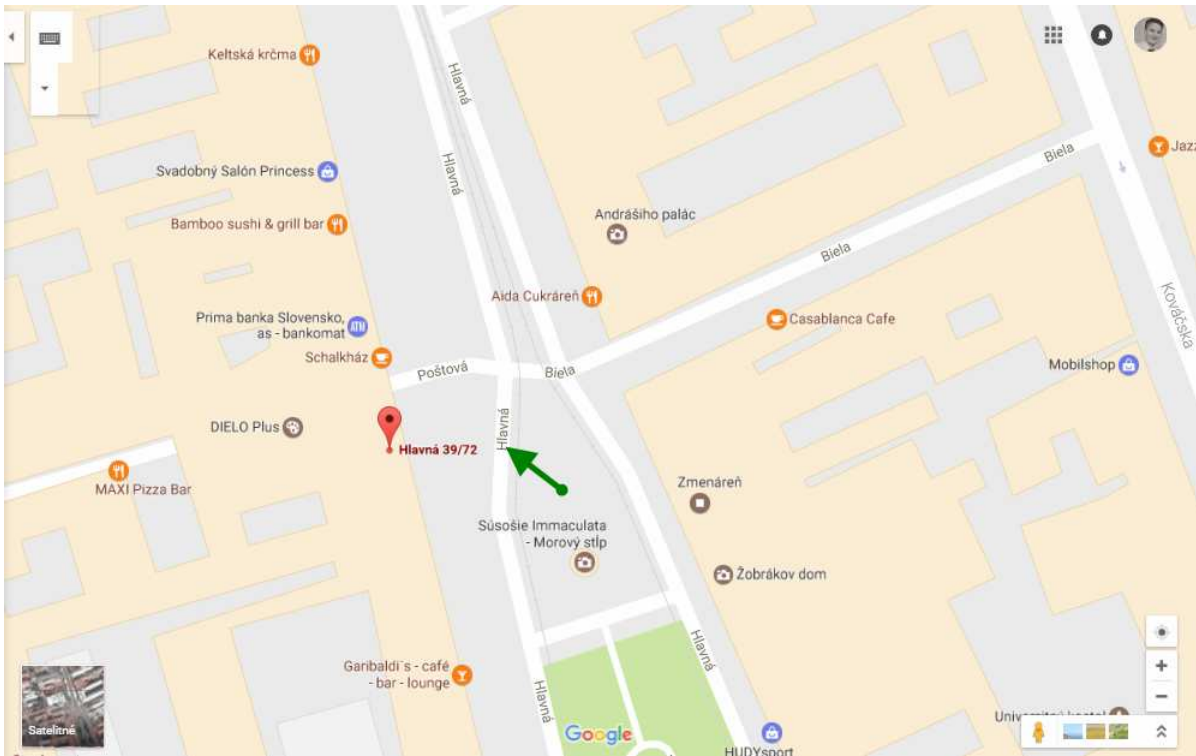 Keltská krčma
Hlavná
Hlavná
Svadobný Salón Princess
Bamboo sushi & grill bar
Andrášiho palác
Biela
Jazz
Biela
Aida Cukráreň
Prima banka Slovensko,
as - bankomat
ATM
Casablanca Cafe
Kováčska
Schalkház
Poštová
Biela
Mobilshop
DIELO Plus
Hlavná
Hlavná 39/72
MAXI Pizza Bar
Zmenáreň
Súsošie Immaculata
- Morový stĺp
Žobrákov dom
Hlavná
Garibaldi´s - café
- bar - lounge
Hlavná
Satelitné
Google
HUDYsport